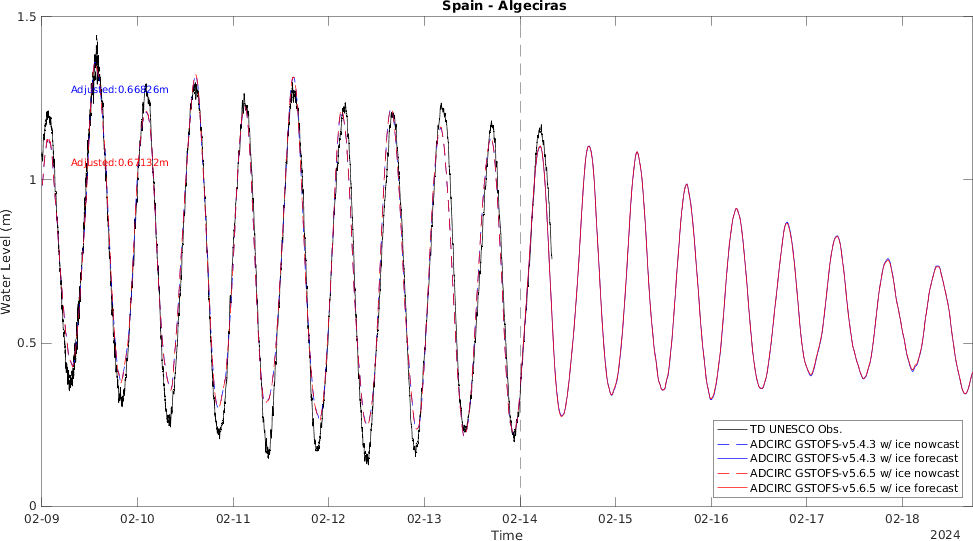 Spain - Algeciras
1.5
1
0.5
0
Water Level (m)
Adjusted:0.66826m
Adjusted:0.67132m
TD UNESCO Obs.
ADCIRC GSTOFS-v5.4.3 w/ ice nowcast
ADCIRC GSTOFS-v5.4.3 w/ ice forecast
ADCIRC GSTOFS-v5.6.5 w/ ice nowcast
ADCIRC GSTOFS-v5.6.5 w/ ice forecast
02-09 02-10 02-11 02-12 02-13 02-14 02-15 02-16 02-17 02-18
Time
2024